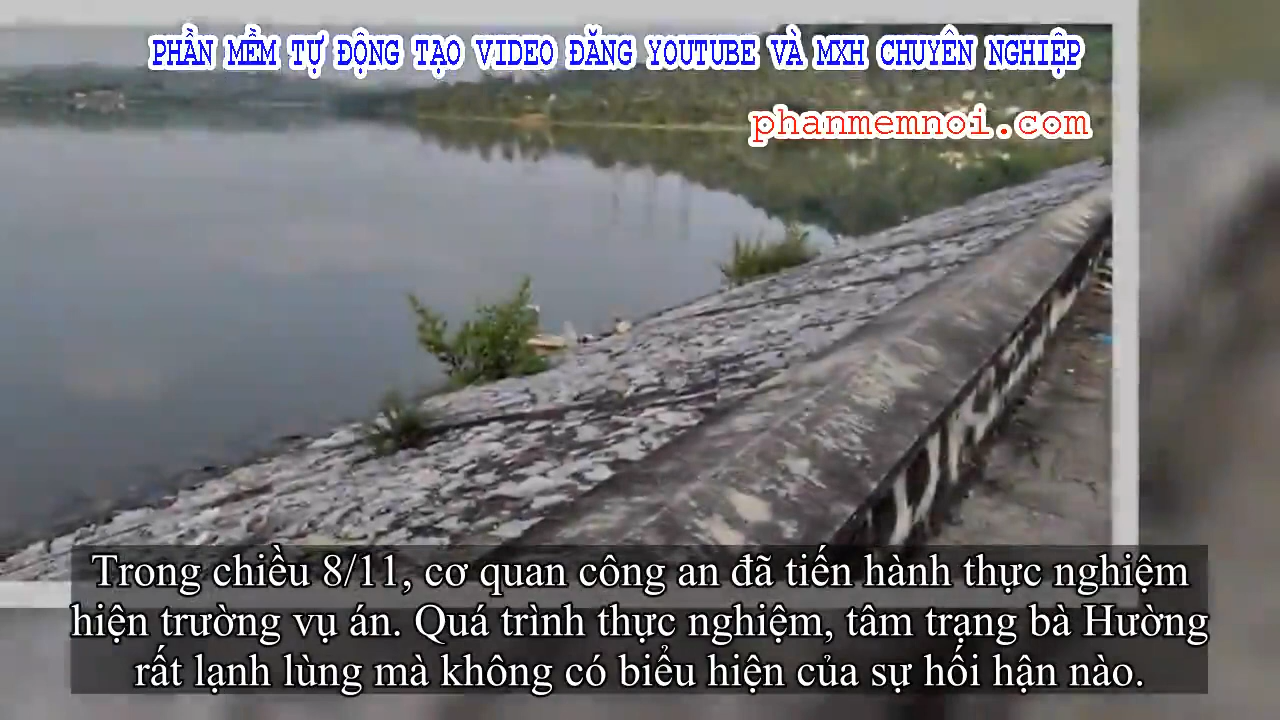 PHẦN MỀM TỰ ĐỘNG TẠO VIDEO ĐĂNG YOUTUBE VÀ MXH CHUYÊN NGHIỆP
phanmemnoi.com
Trong chiều 8/11, cơ quan công an đã tiến hành thực nghiệm
hiện trường vụ án. Quá trình thực nghiệm, tâm trạng bà Hường
rất lạnh lùng mà không có biểu hiện của sự hối hận nào.